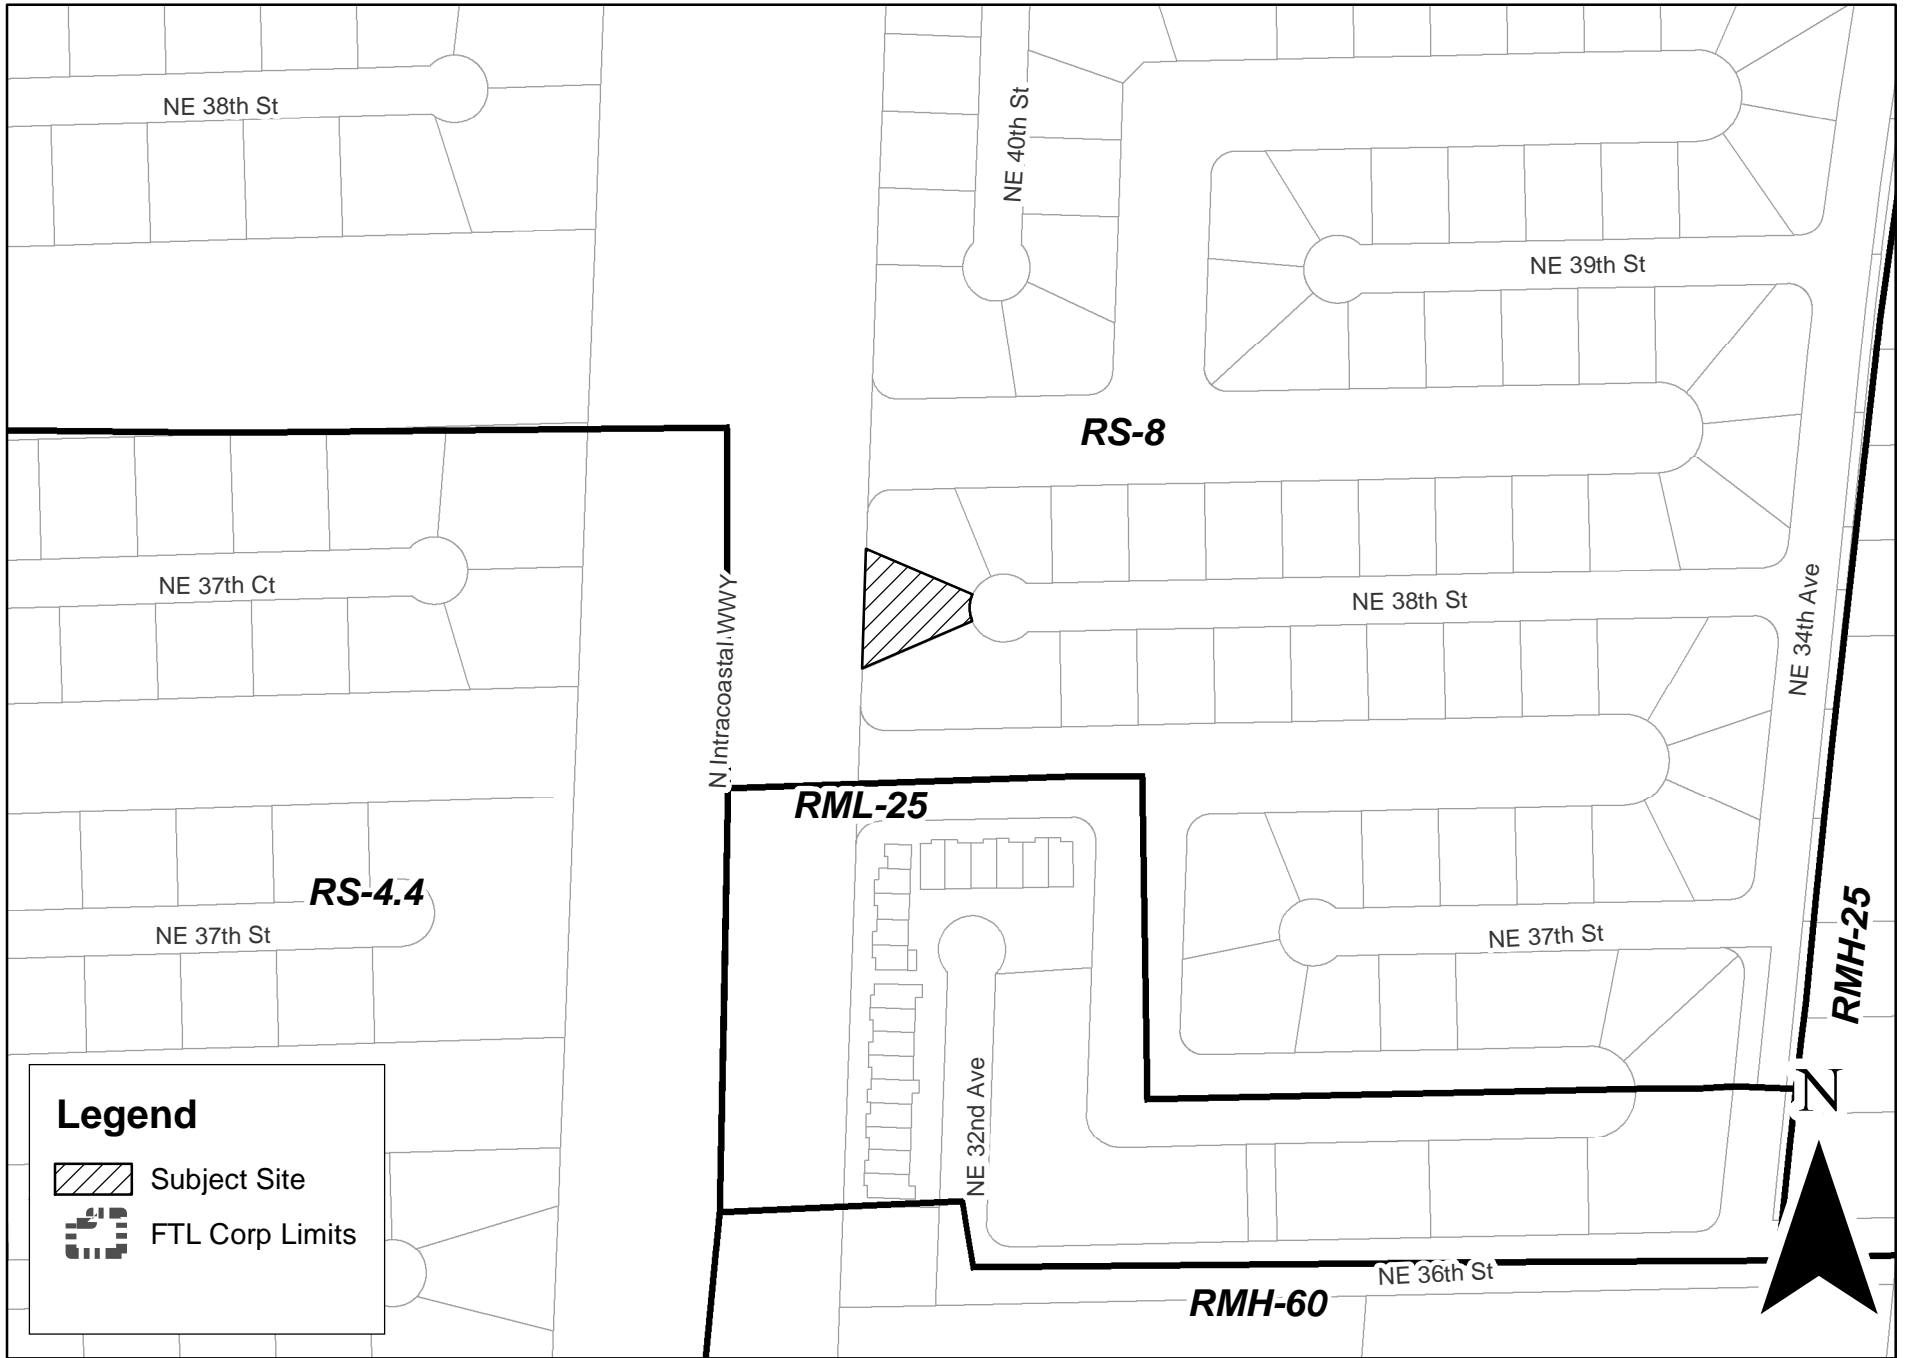 NE 38th St
NE 40th St
NE 39th St
RS-8
NE 37th Ct
N Intracoastal WWY
NE 38th St
NE 34th Ave
RML-25
RS-4.4
NE 37th St
NE 37th St
RMH-25
NE 32nd Ave
N
Legend
Subject Site
FTL Corp Limits
NE 36th St
RMH-60